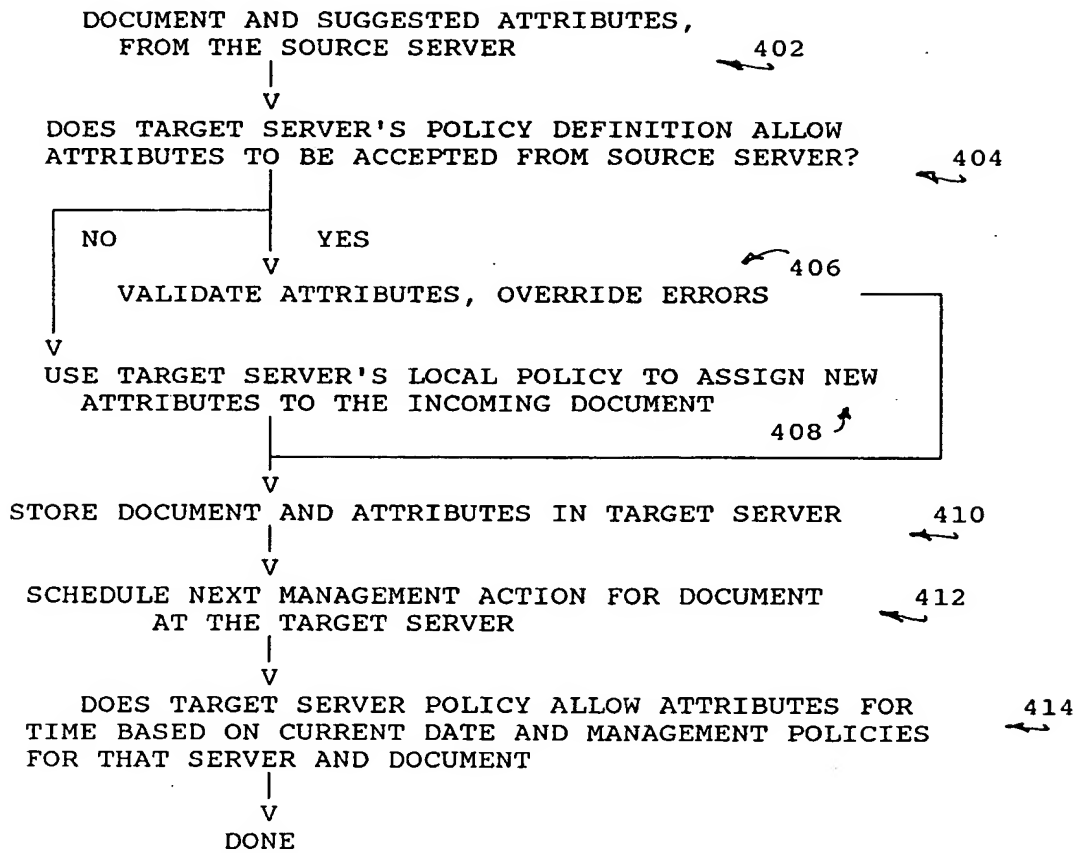 DOCUMENT AND SUGGESTED ATTRIBUTES,
FROM THE SOURCE SERVER 402
V
DOES TARGET SERVER'S POLICY DEFINITION ALLOW
ATTRIBUTES TO BE ACCEPTED FROM SOURCE SERVER? 404
NO YES
V
406
VALIDATE ATTRIBUTES, OVERRIDE ERRORS
V
USE TARGET SERVER'S LOCAL POLICY TO ASSIGN NEW
ATTRIBUTES TO THE INCOMING DOCUMENT
408
V
STORE DOCUMENT AND ATTRIBUTES IN TARGET SERVER 410
V
SCHEDULE NEXT MANAGEMENT ACTION FOR DOCUMENT 412
AT THE TARGET SERVER
V
DOES TARGET SERVER POLICY ALLOW ATTRIBUTES FOR 414
TIME BASED ON CURRENT DATE AND MANAGEMENT POLICIES
FOR THAT SERVER AND DOCUMENT
V
DONE